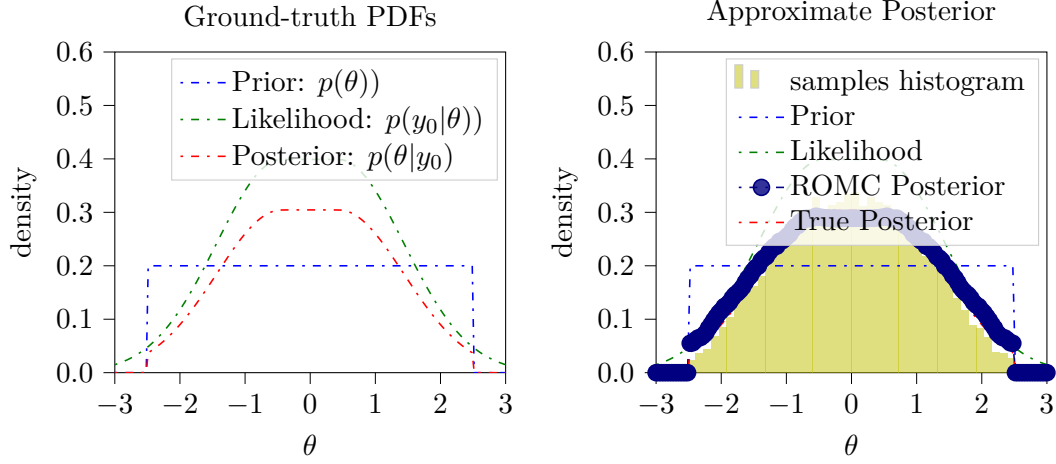 Ground-truth PDFs
0.6
0.5
0.4
0.3
0.2
0.1
0.0
density
Prior: p(θ))
Likelihood: p(y₀|θ))
Posterior: p(θ|y₀)
−3 −2 −1 0 1 2 3
θ
Approximate Posterior
0.6
0.5
0.4
0.3
0.2
0.1
0.0
density
samples histogram
Prior
Likelihood
ROMC Posterior
True Posterior
−3 −2 −1 0 1 2 3
θ